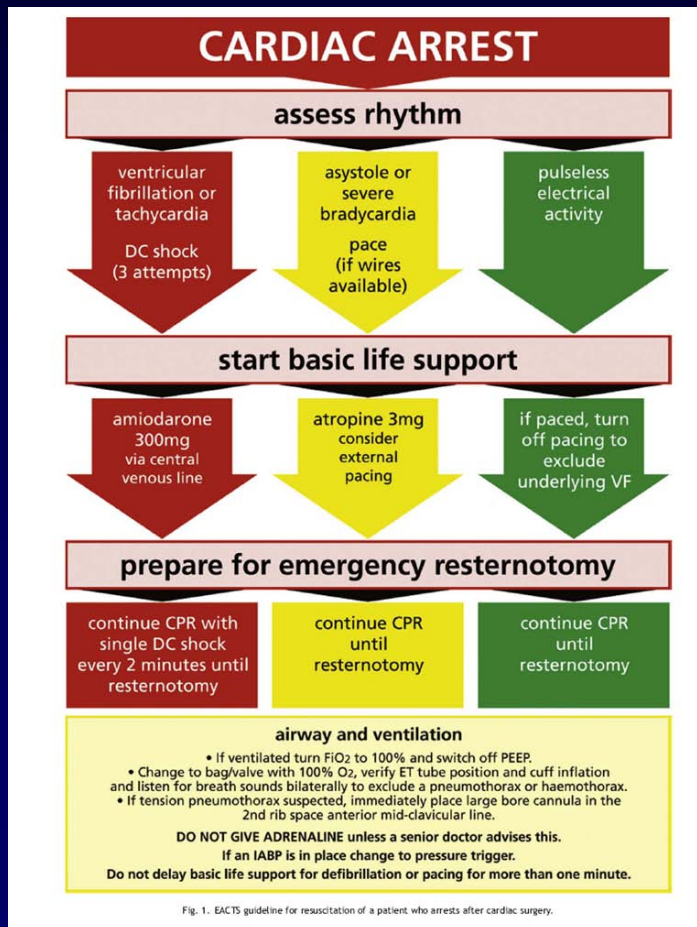 CARDIAC ARREST
assess rhythm
ventricular
fibrillation or
tachycardia
DC shock
(3 attempts)
asystole or
severe
bradycardia
pace
(if wires
available)
pulseless
electrical
activity
start basic life support
amiodarone
300mg
via central
venous line
atropine 3mg
consider
external
pacing
if paced, turn
off pacing to
exclude
underlying VF
prepare for emergency resternotomy
continue CPR with
single DC shock
every 2 minutes until
resternotomy
continue CPR
until
resternotomy
continue CPR
until
resternotomy
airway and ventilation
• If ventilated turn FiO2 to 100% and switch off PEEP.
• Change to bag/valve with 100% O2, verify ET tube position and cuff inflation
and listen for breath sounds bilaterally to exclude a pneumothorax or haemothorax.
• If tension pneumothorax suspected, immediately place large bore cannula in the
2nd rib space anterior mid-clavicular line.
DO NOT GIVE ADRENALINE unless a senior doctor advises this.
If an IABP is in place change to pressure trigger.
Do not delay basic life support for defibrillation or pacing for more than one minute.
Fig. 1. EACTS guideline for resuscitation of a patient who arrests after cardiac surgery.